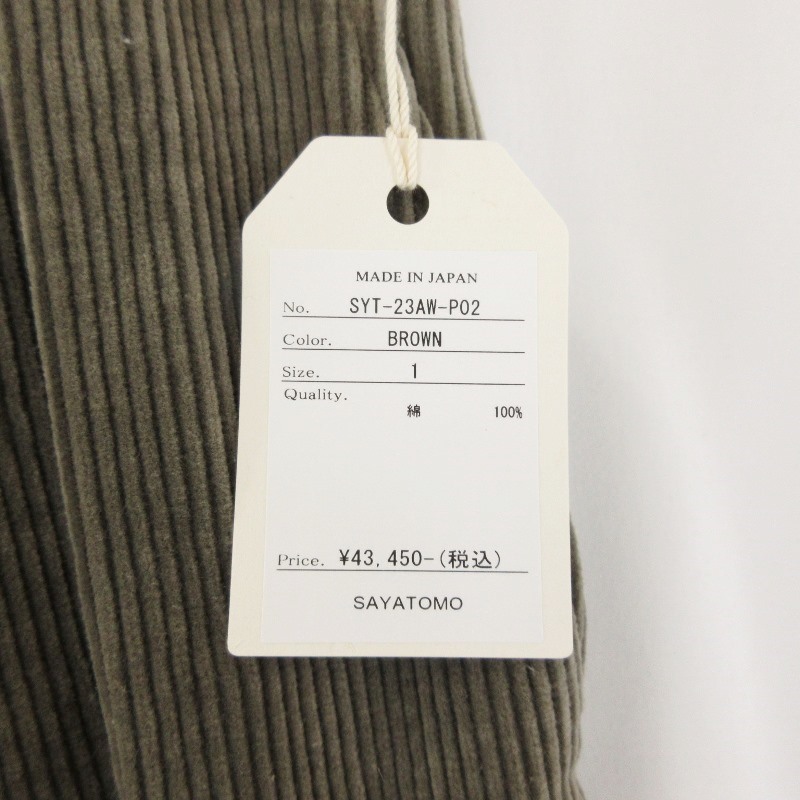 MADE IN JAPAN
No. SYT-23AW-P02
Color. BROWN
Size. 1
Quality.
綿 100%
Price. ¥43,450-(税込)
SAYATOMO